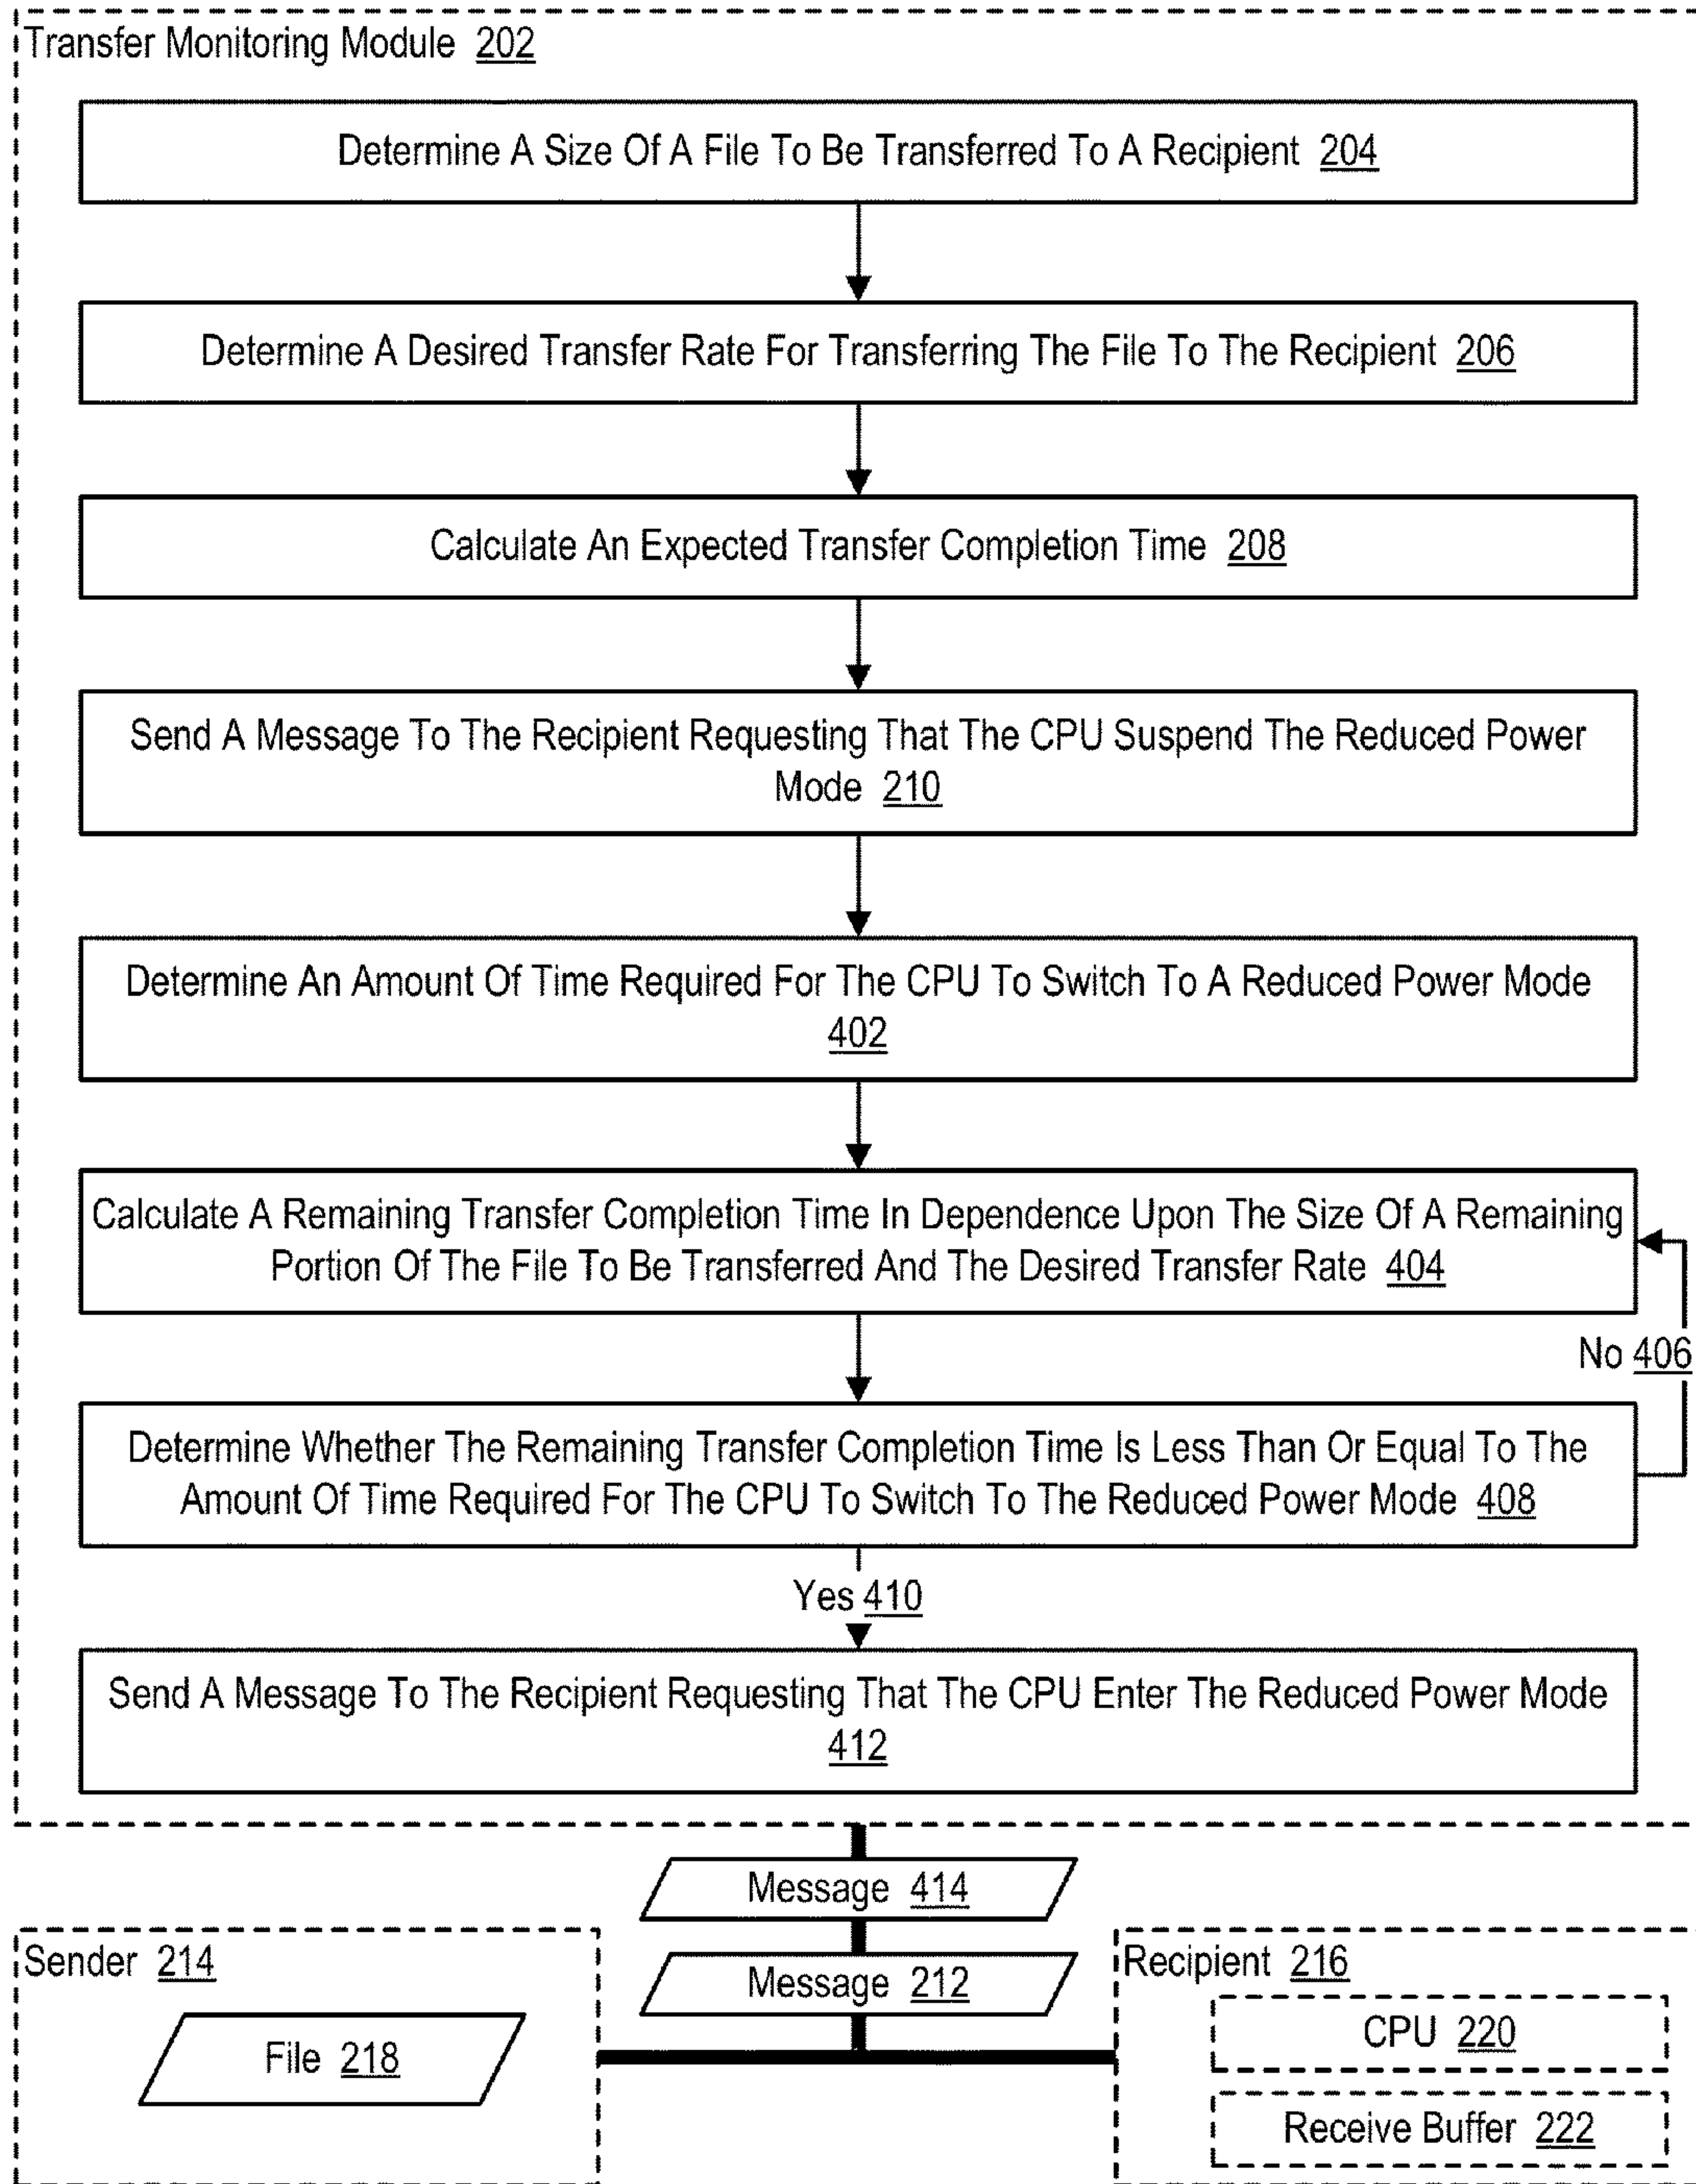 Transfer Monitoring Module 202
Determine A Size Of A File To Be Transferred To A Recipient 204
Determine A Desired Transfer Rate For Transferring The File To The Recipient 206
Calculate An Expected Transfer Completion Time 208
Send A Message To The Recipient Requesting That The CPU Suspend The Reduced Power
Mode 210
Determine An Amount Of Time Required For The CPU To Switch To A Reduced Power Mode
402
Calculate A Remaining Transfer Completion Time In Dependence Upon The Size Of A Remaining
Portion Of The File To Be Transferred And The Desired Transfer Rate 404
No 406
Determine Whether The Remaining Transfer Completion Time Is Less Than Or Equal To The
Amount Of Time Required For The CPU To Switch To The Reduced Power Mode 408
Yes 410
Send A Message To The Recipient Requesting That The CPU Enter The Reduced Power Mode
412
Message 414
Message 212
Sender 214
File 218
Recipient 216
CPU 220
Receive Buffer 222